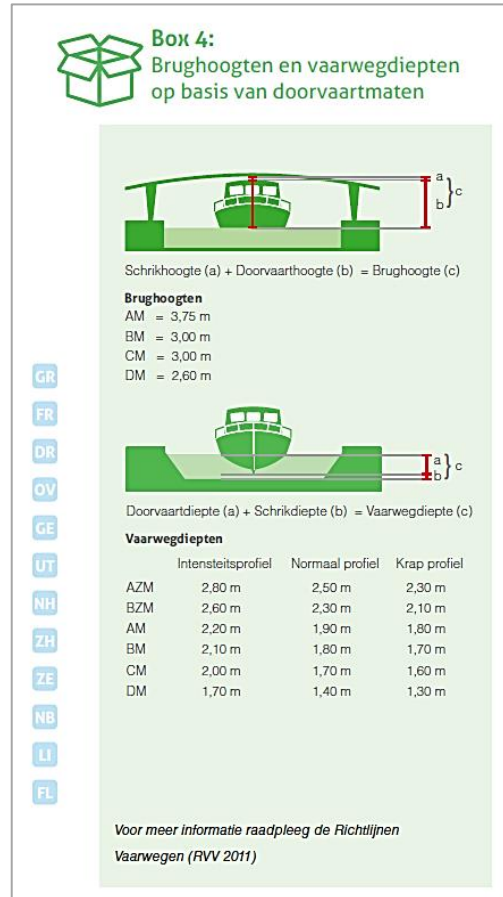 Box 4:
Brughoogten en vaarwegdiepten
op basis van doorvaartmaten
a
b
c
Schrikhoogte (a) + Doorvaarthoogte (b) = Brughoogte (c)
Brughoogten
AM = 3,75 m
BM = 3,00 m
CM = 3,00 m
DM = 2,60 m
a
b
c
Doorvaartdiepte (a) + Schrikdiepte (b) = Vaarwegdiepte (c)
Vaarwegdiepten
Intensiteitsprofiel Normaal profiel Krap profiel
AZM 2,80 m 2,50 m 2,30 m
BZM 2,60 m 2,30 m 2,10 m
AM 2,20 m 1,90 m 1,80 m
BM 2,10 m 1,80 m 1,70 m
CM 2,00 m 1,70 m 1,60 m
DM 1,70 m 1,40 m 1,30 m
Voor meer informatie raadpleeg de Richtlijnen
Vaarwegen (RVV 2011)
GR
FR
DR
OV
GE
UT
NH
ZH
ZE
NB
LI
FL